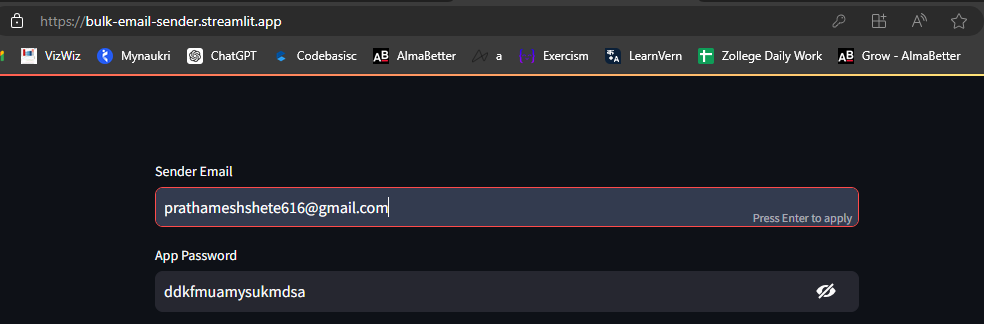 https://bulk-email-sender.streamlit.app
VizWiz Mynaukri ChatGPT Codebasisc AlmaBetter a Exercism LearnVern Zollege Daily Work Grow - AlmaBetter
Sender Email
prathameshshete616@gmail.com
Press Enter to apply
App Password
ddkfmuamysukmdsa